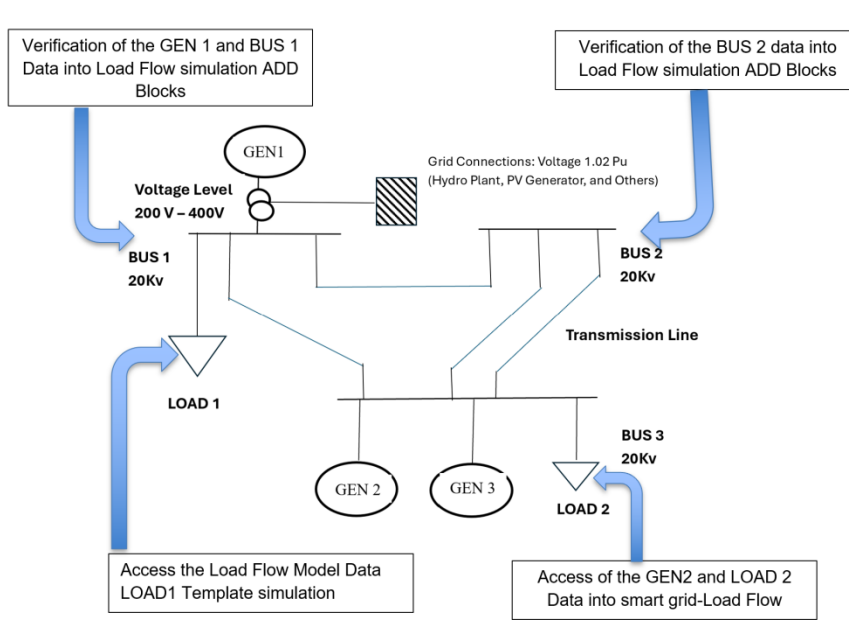 Verification of the GEN 1 and BUS 1
Data into Load Flow simulation ADD
Blocks
Verification of the BUS 2 data into
Load Flow simulation ADD Blocks
GEN1
Grid Connections: Voltage 1.02 Pu
(Hydro Plant, PV Generator, and Others)
Voltage Level
200 V – 400V
BUS 1
20Kv
BUS 2
20Kv
Transmission Line
LOAD 1
BUS 3
20Kv
GEN 2
GEN 3
LOAD 2
Access the Load Flow Model Data
LOAD1 Template simulation
Access of the GEN2 and LOAD 2
Data into smart grid-Load Flow